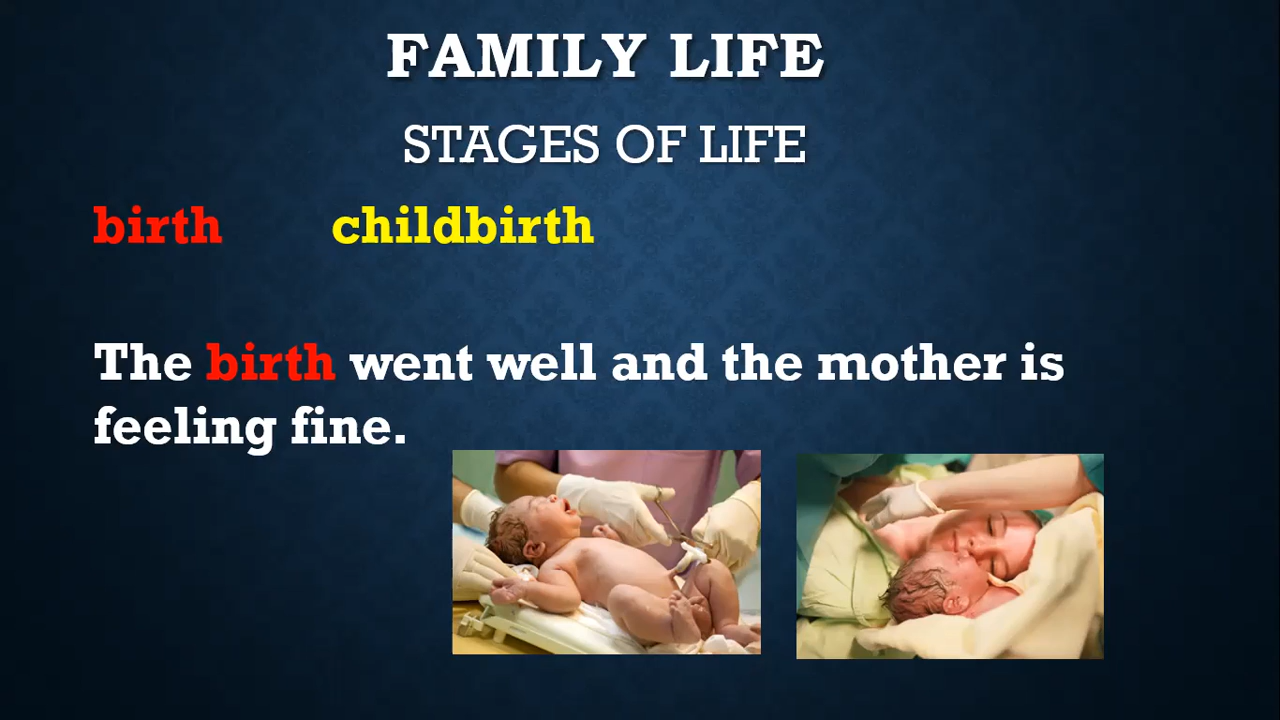 FAMILY LIFE
STAGES OF LIFE
birth childbirth
The birth went well and the mother is
feeling fine.